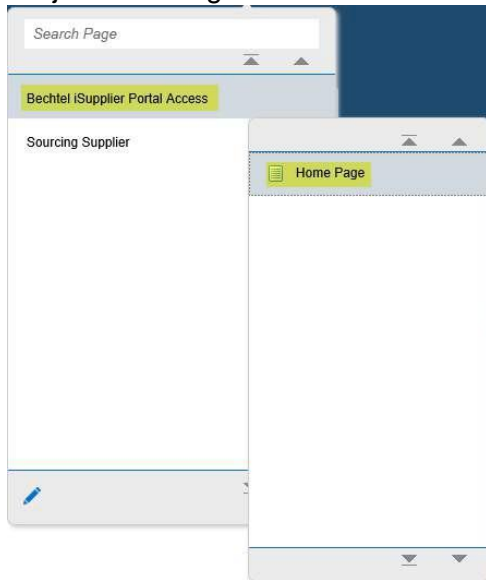 Search Page
Bechtel iSupplier Portal Access
Sourcing Supplier
Home Page